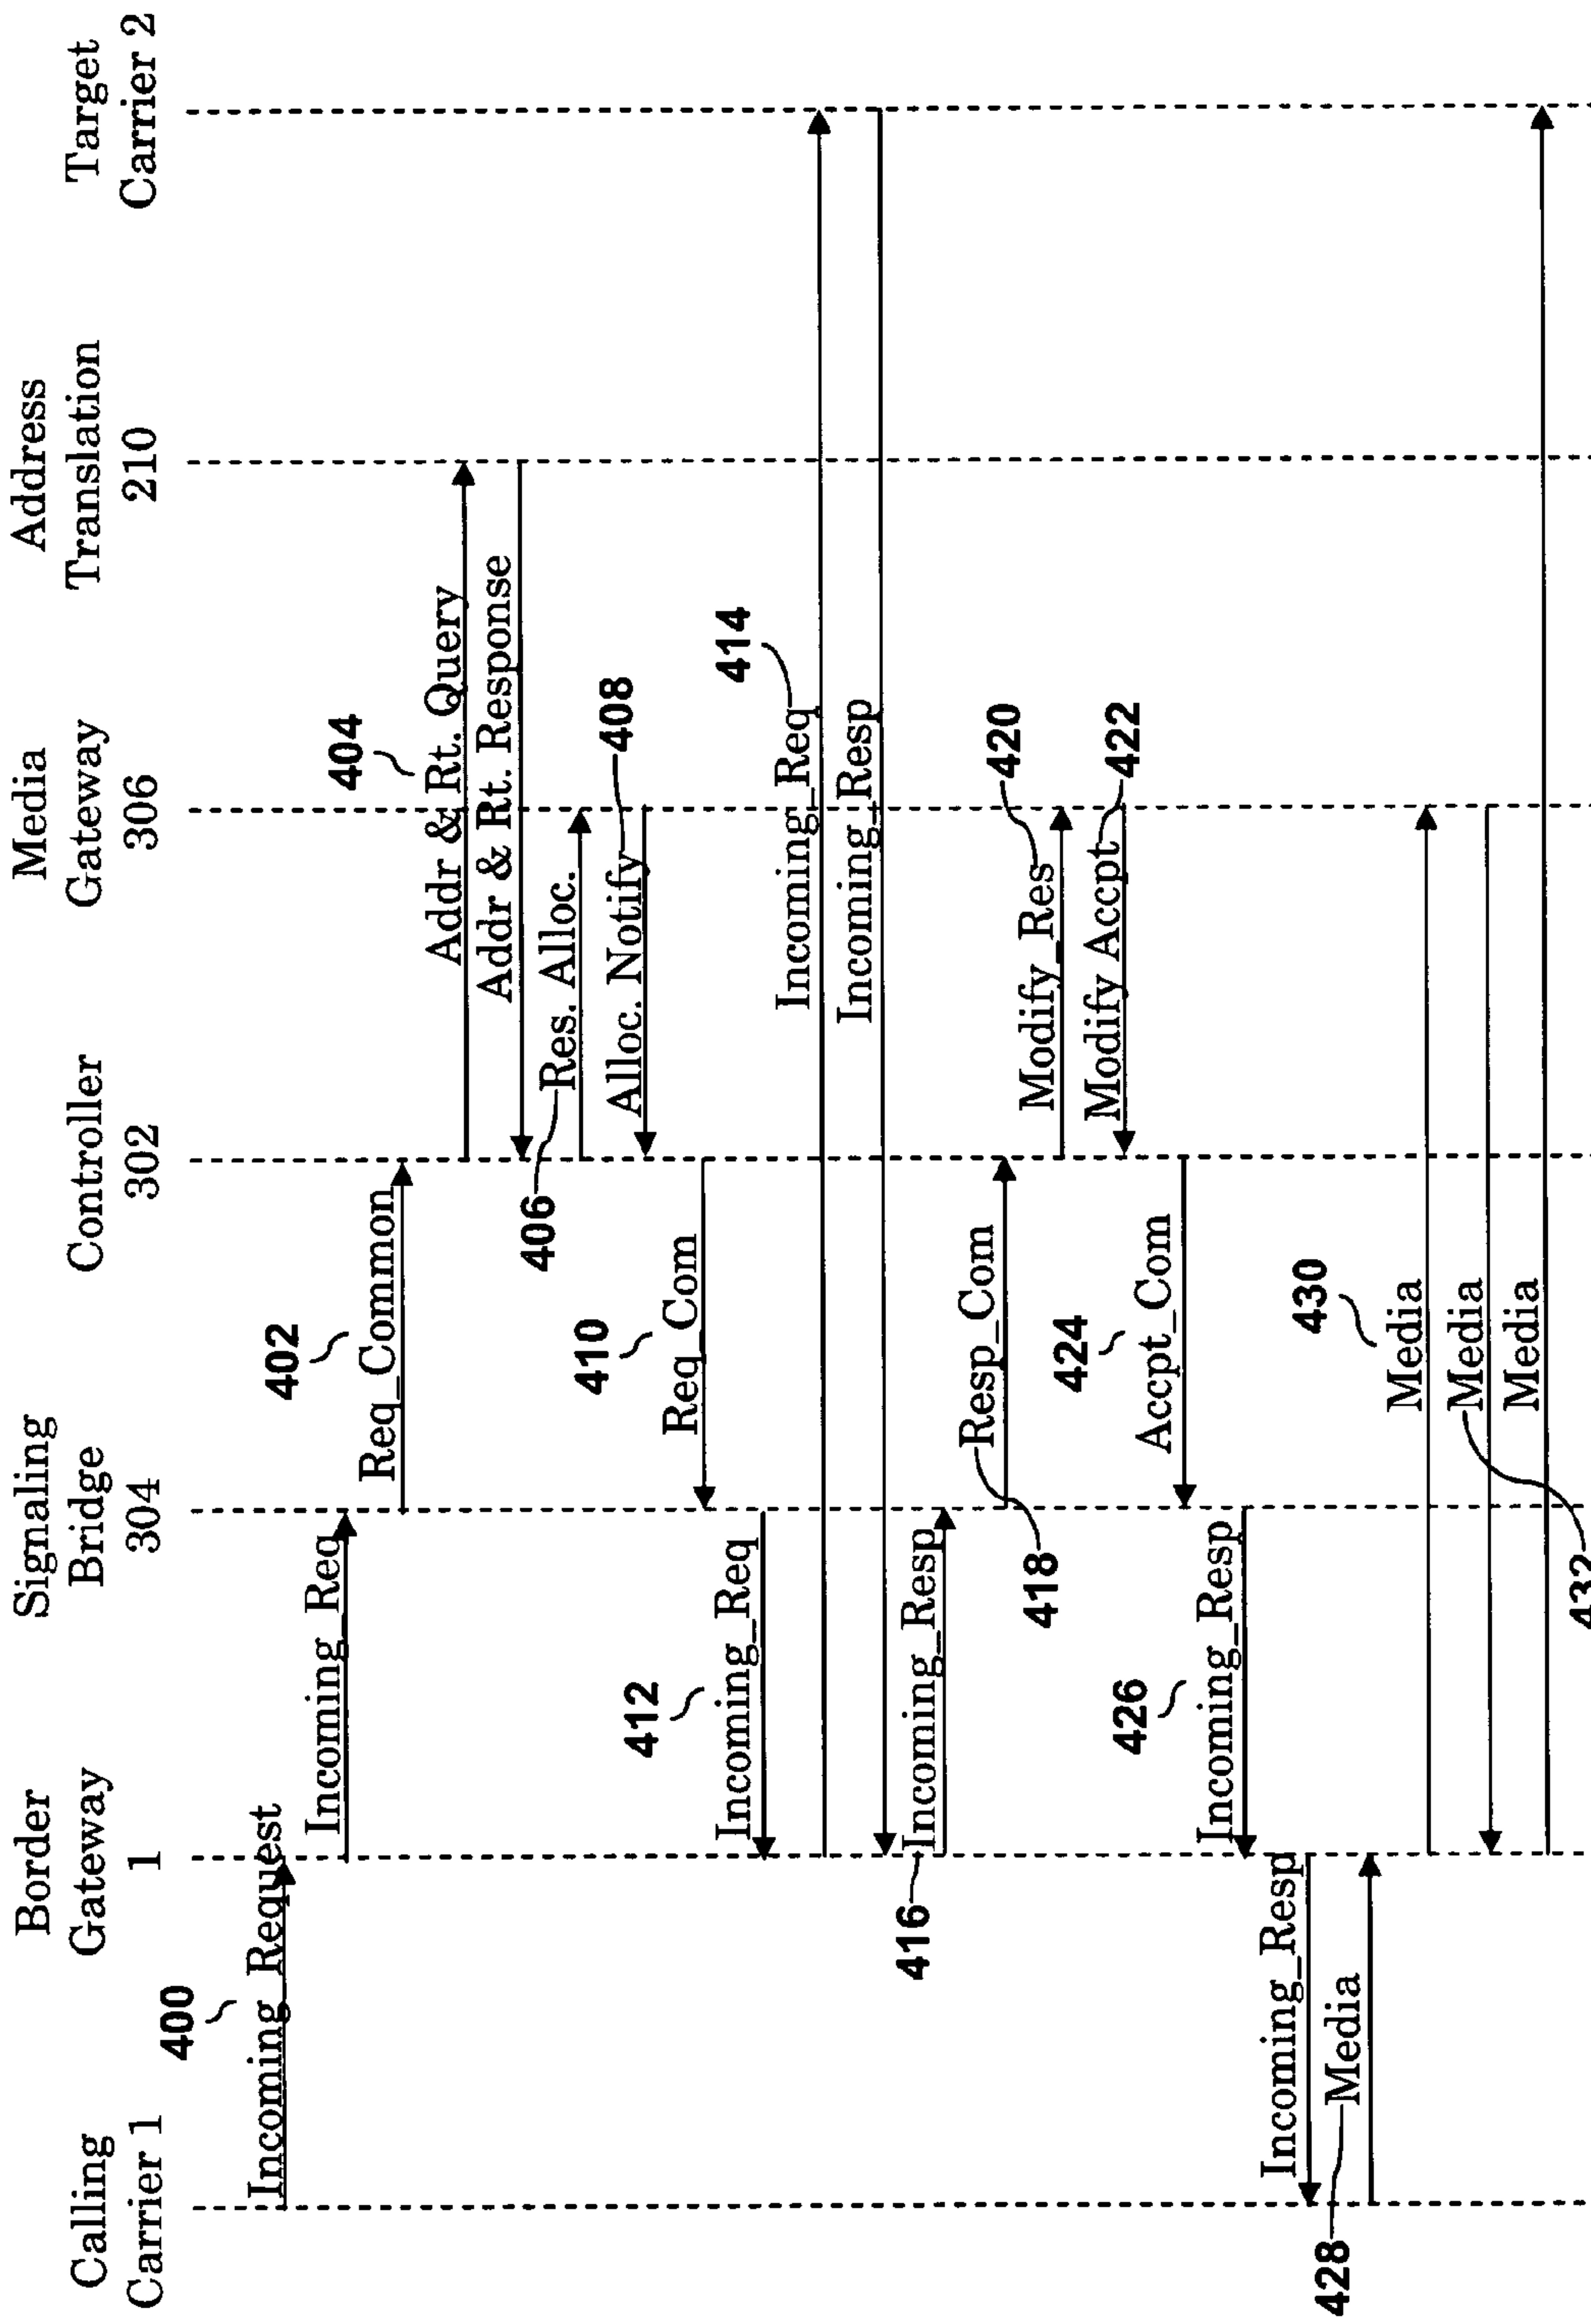 Calling
Carrier 1
Border
Gateway
1
Signaling
Bridge
304
Controller
302
Media
Gateway
306
Address
Translation
210
Target
Carrier 2
400
Incoming_Request
Incoming_Req
402
Req_Common
404
Addr & Rt. Query
Addr & Rt. Response
406
Res. Alloc.
Alloc. Notify
408
410
Req_Com
412
Incoming_Req
414
Incoming_Req
Incoming_Resp
416
Incoming_Resp
418
Resp_Com
420
Modify_Res
Modify Accpt
422
424
Accpt_Com
426
Incoming_Resp
Incoming_Resp
428
Media
430
Media
Media
Media
432